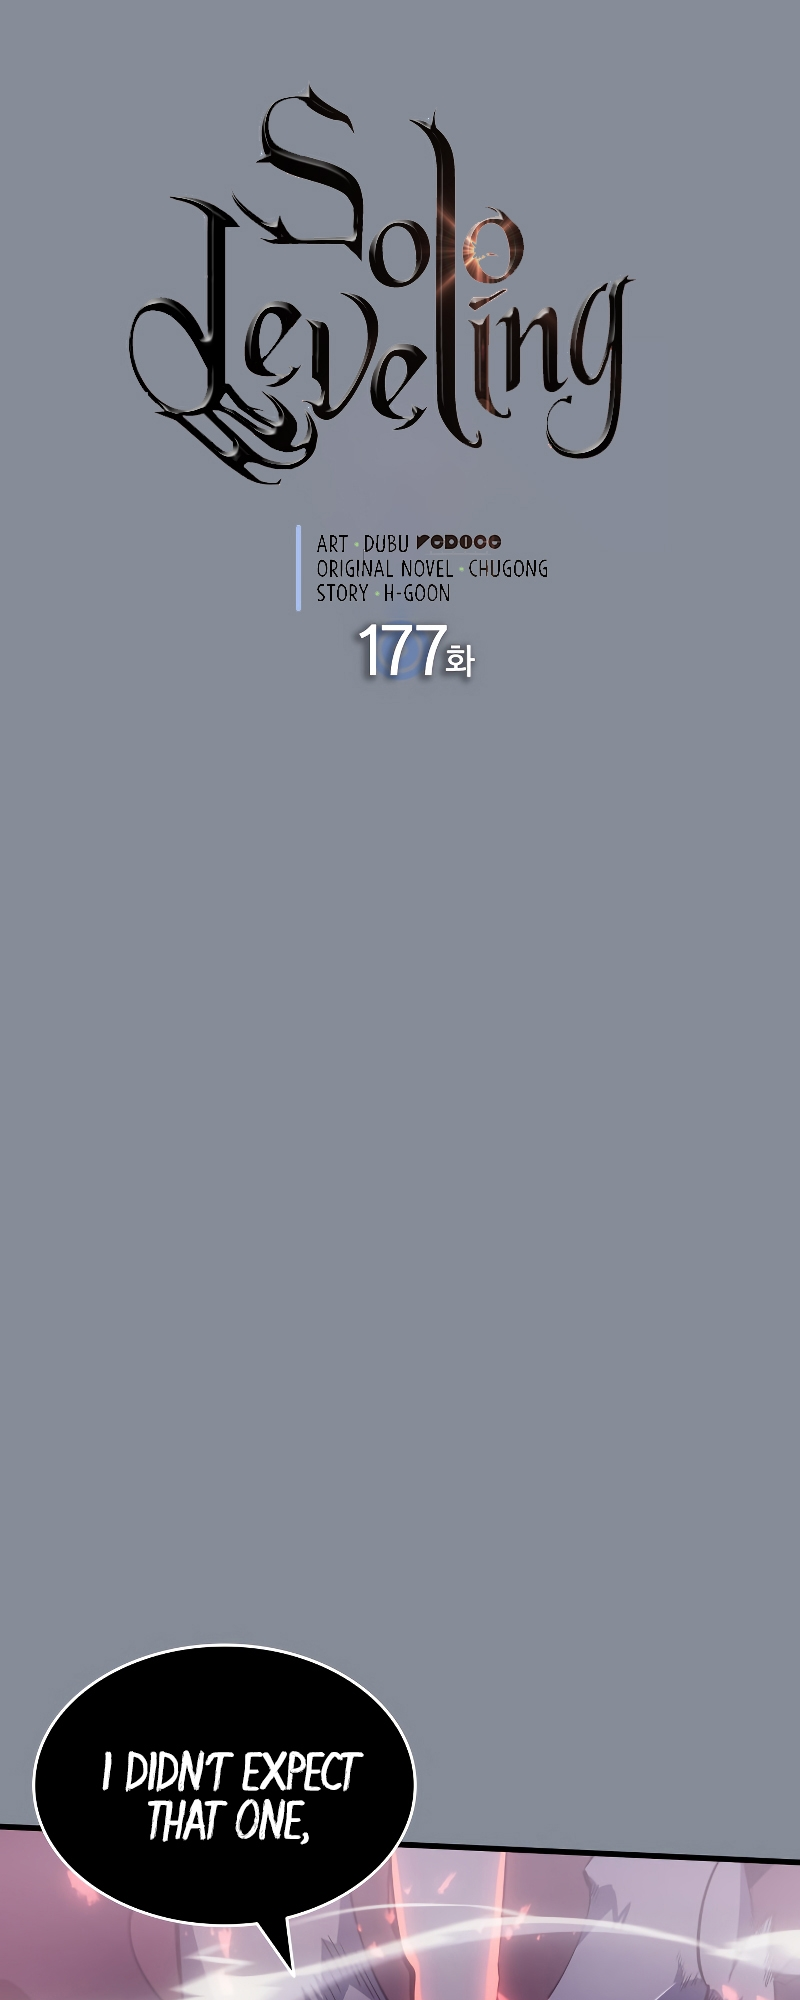 Solo
Leveling
ART · DUBU REDICE
ORIGINAL NOVEL · CHUGONG
STORY · H-GOON
177화
I DIDN'T EXPECT
THAT ONE,